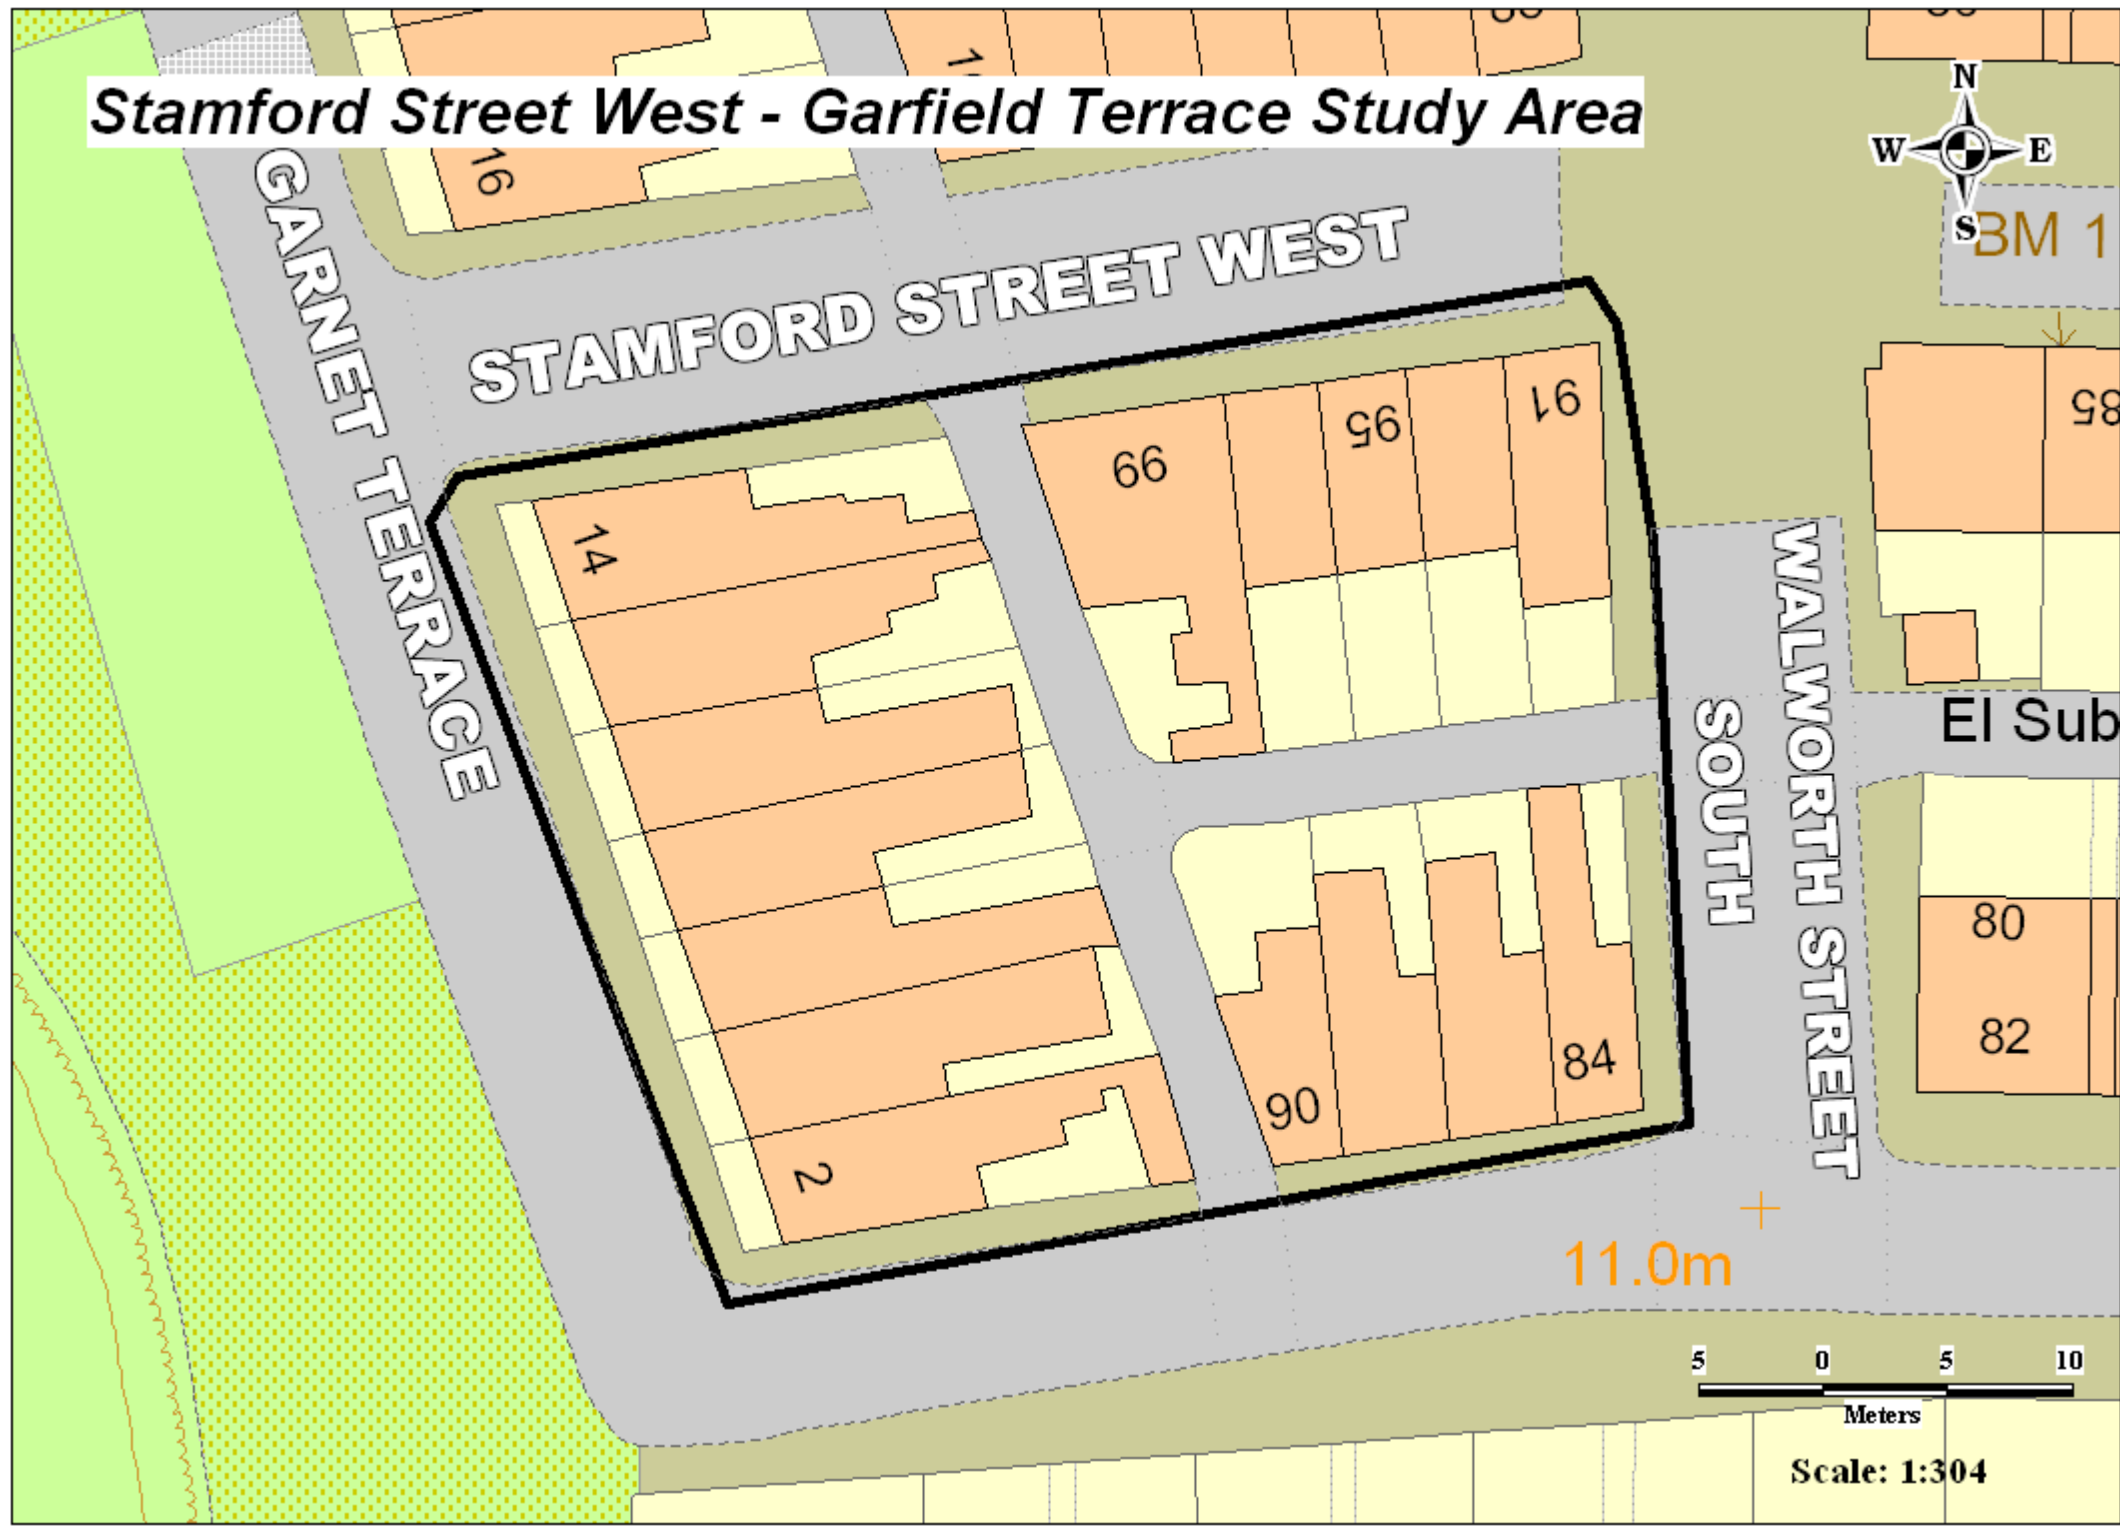 Stamford Street West - Garfield Terrace Study Area
N
W E
S
BM 1
16
GARNET TERRACE
STAMFORD STREET WEST
99
95
91
85
14
WALWORTH STREET
SOUTH
El Sub
80
82
84
90
2
11.0m
5 0 5 10
Meters
Scale: 1:304